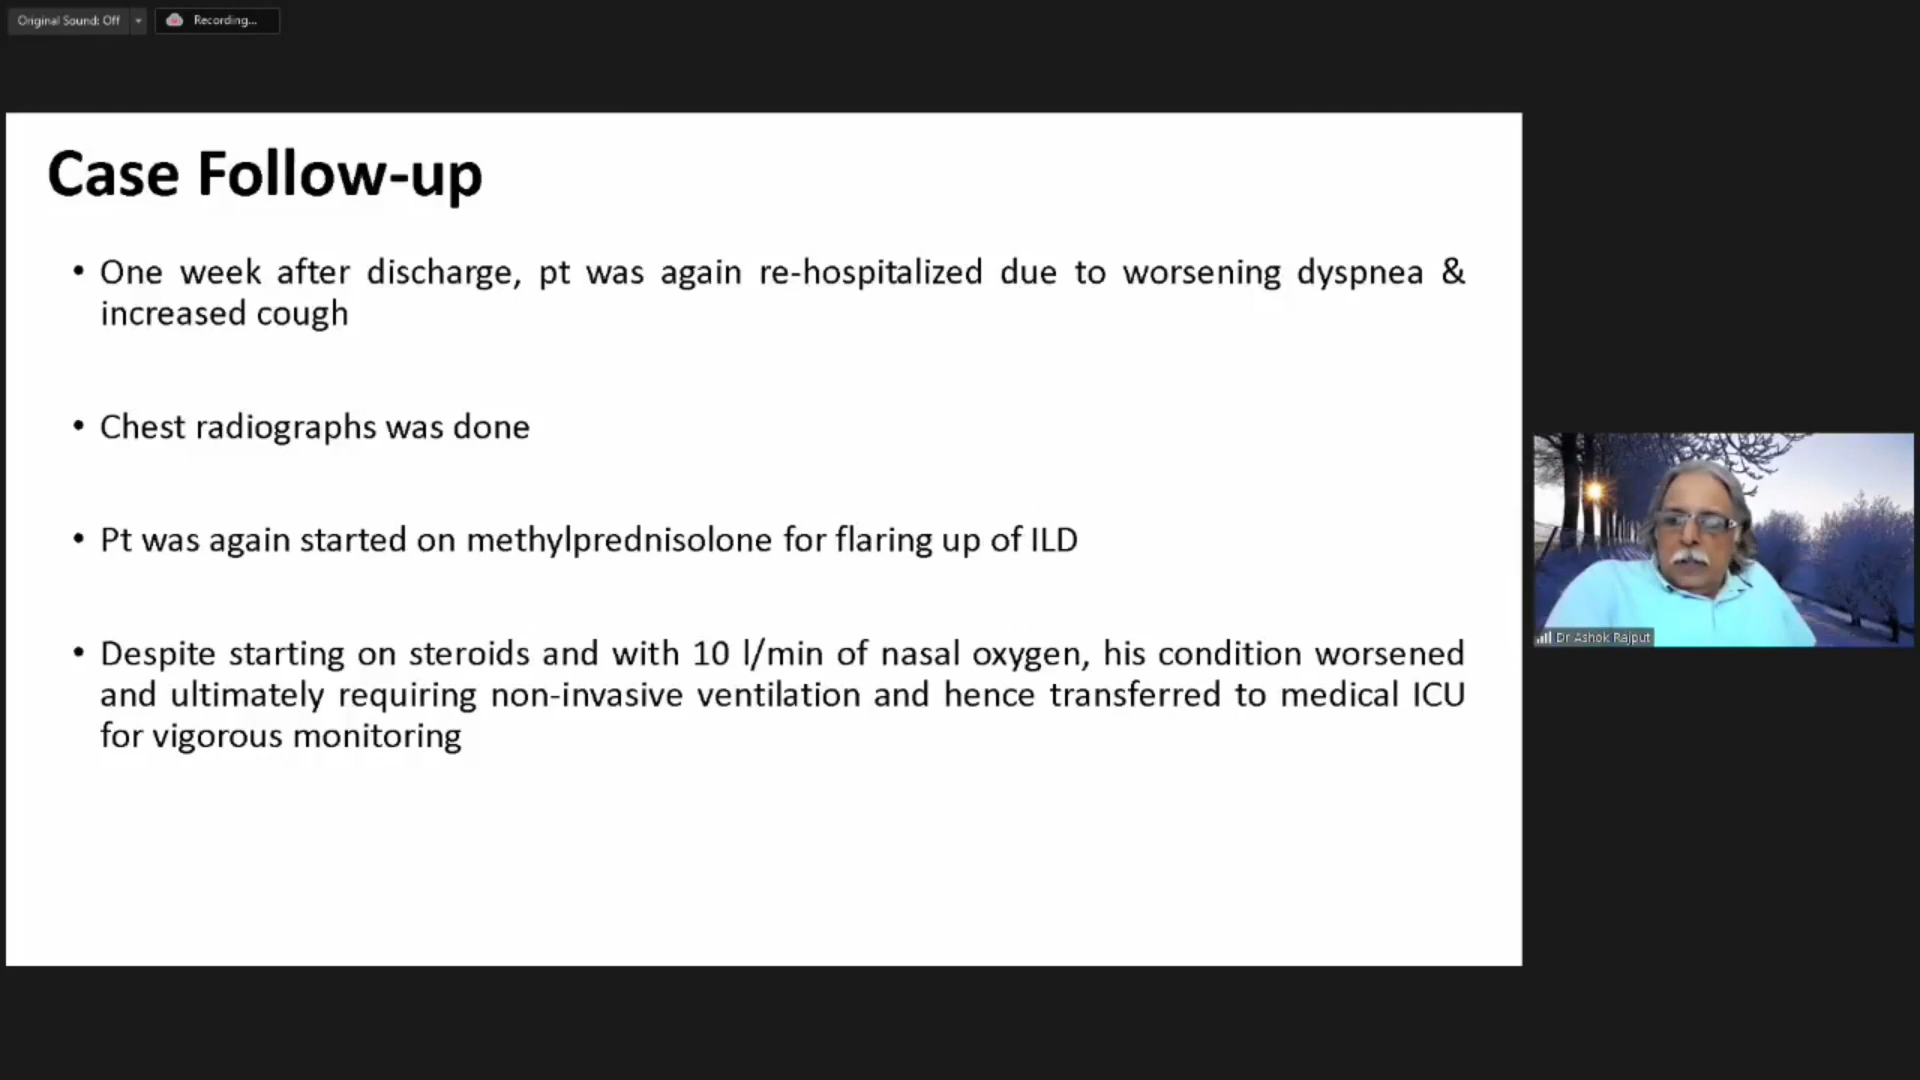 Original Sound: Off
Recording...
Case Follow-up
• One week after discharge, pt was again re-hospitalized due to worsening dyspnea &
increased cough
• Chest radiographs was done
• Pt was again started on methylprednisolone for flaring up of ILD
• Despite starting on steroids and with 10 l/min of nasal oxygen, his condition worsened
and ultimately requiring non-invasive ventilation and hence transferred to medical ICU
for vigorous monitoring
Dr Ashok Rajput